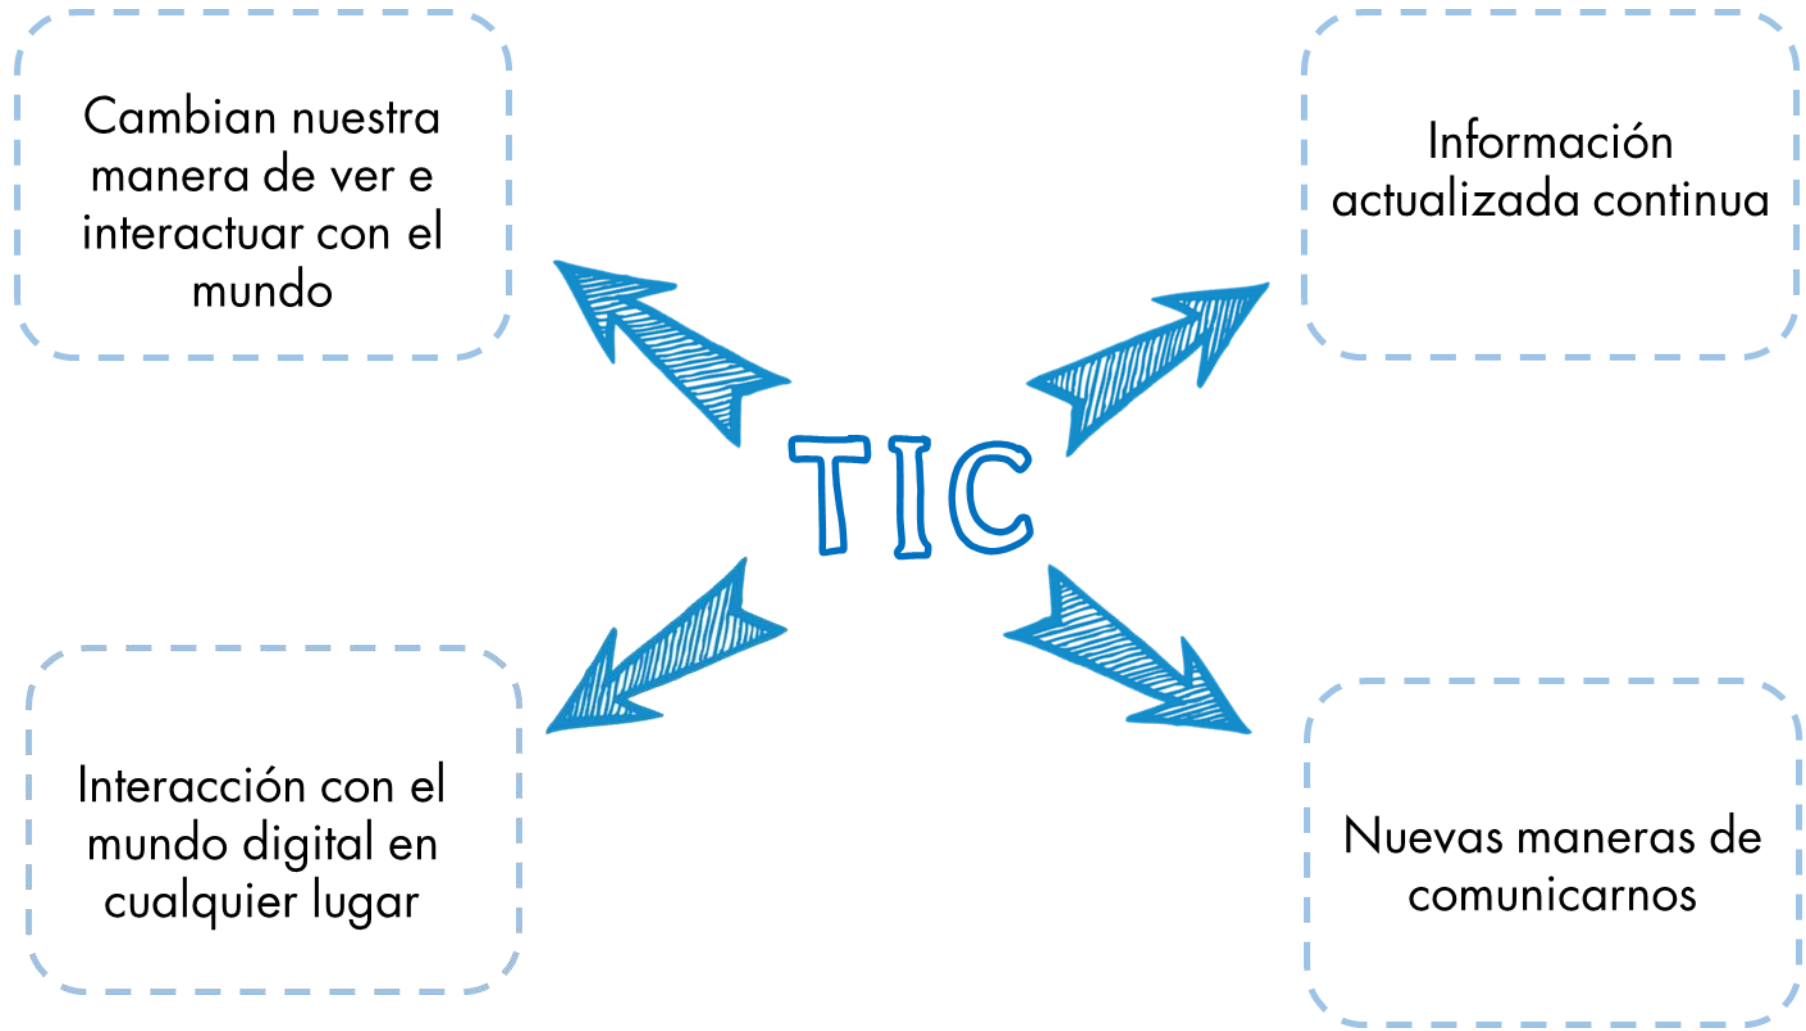 Cambian nuestra
manera de ver e
interactuar con el
mundo
Información
actualizada continua
TIC
Interacción con el
mundo digital en
cualquier lugar
Nuevas maneras de
comunicarnos